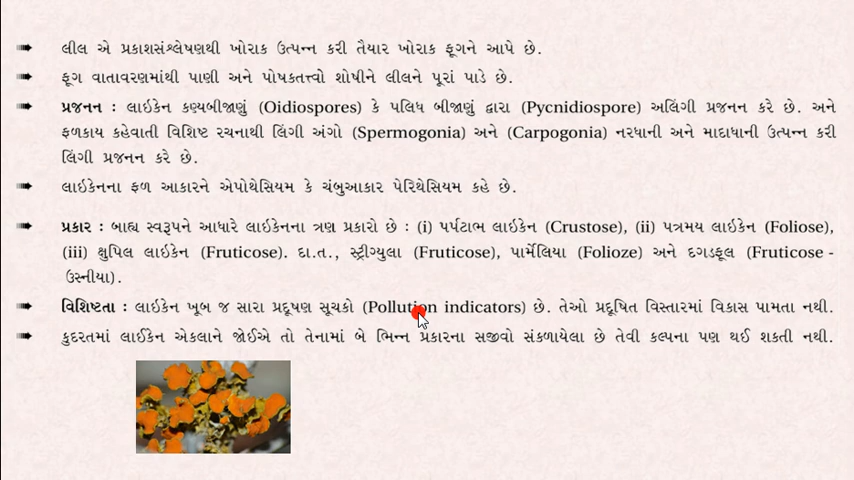 લીલ એ પ્રકાશસંશ્લેષણથી ખોરાક ઉત્પન્ન કરી તૈયાર ખોરાક ફૂગને આપે છે.
ફૂગ વાતાવરણમાંથી પાણી અને પોષકતત્ત્વો શોષીને લીલને પૂરાં પાડે છે.
પ્રજનન : લાઇકેન કણ્યબીજાણું (Oidiospores) કે પલિધ બીજાણું દ્વારા (Pycnidiospore) અલિંગી પ્રજનન કરે છે. અને
ફળકાય કહેવાતી વિશિષ્ટ રચનાથી લિંગી અંગો (Spermogonia) અને (Carpogonia) નરધાની અને માદાધાની ઉત્પન્ન કરી
લિંગી પ્રજનન કરે છે.
લાઇકેનના ફળ આકારને એપોથેસિયમ કે ચંબુઆકાર પેરિથેસિયમ કહે છે.
પ્રકાર : બાહ્ય સ્વરૂપને આધારે લાઇકેનના ત્રણ પ્રકારો છે : (i) પર્પટાભ લાઇકેન (Crustose), (ii) પત્રમય લાઇકેન (Foliose),
(iii) ક્ષુપિલ લાઇકેન (Fruticose). દા.ત., સ્ટ્રીગ્યુલા (Fruticose), પાર્મેલિયા (Folioze) અને દગડફૂલ (Fruticose -
ઉસ્નીયા).
વિશિષ્ટતા : લાઇકેન ખૂબ જ સારા પ્રદૂષણ સૂચકો (Pollution indicators) છે. તેઓ પ્રદૂષિત વિસ્તારમાં વિકાસ પામતા નથી.
કુદરતમાં લાઈકેન એકલાને જોઈએ તો તેનામાં બે ભિન્ન પ્રકારના સજીવો સંકળાયેલા છે તેવી કલ્પના પણ થઈ શકતી નથી.